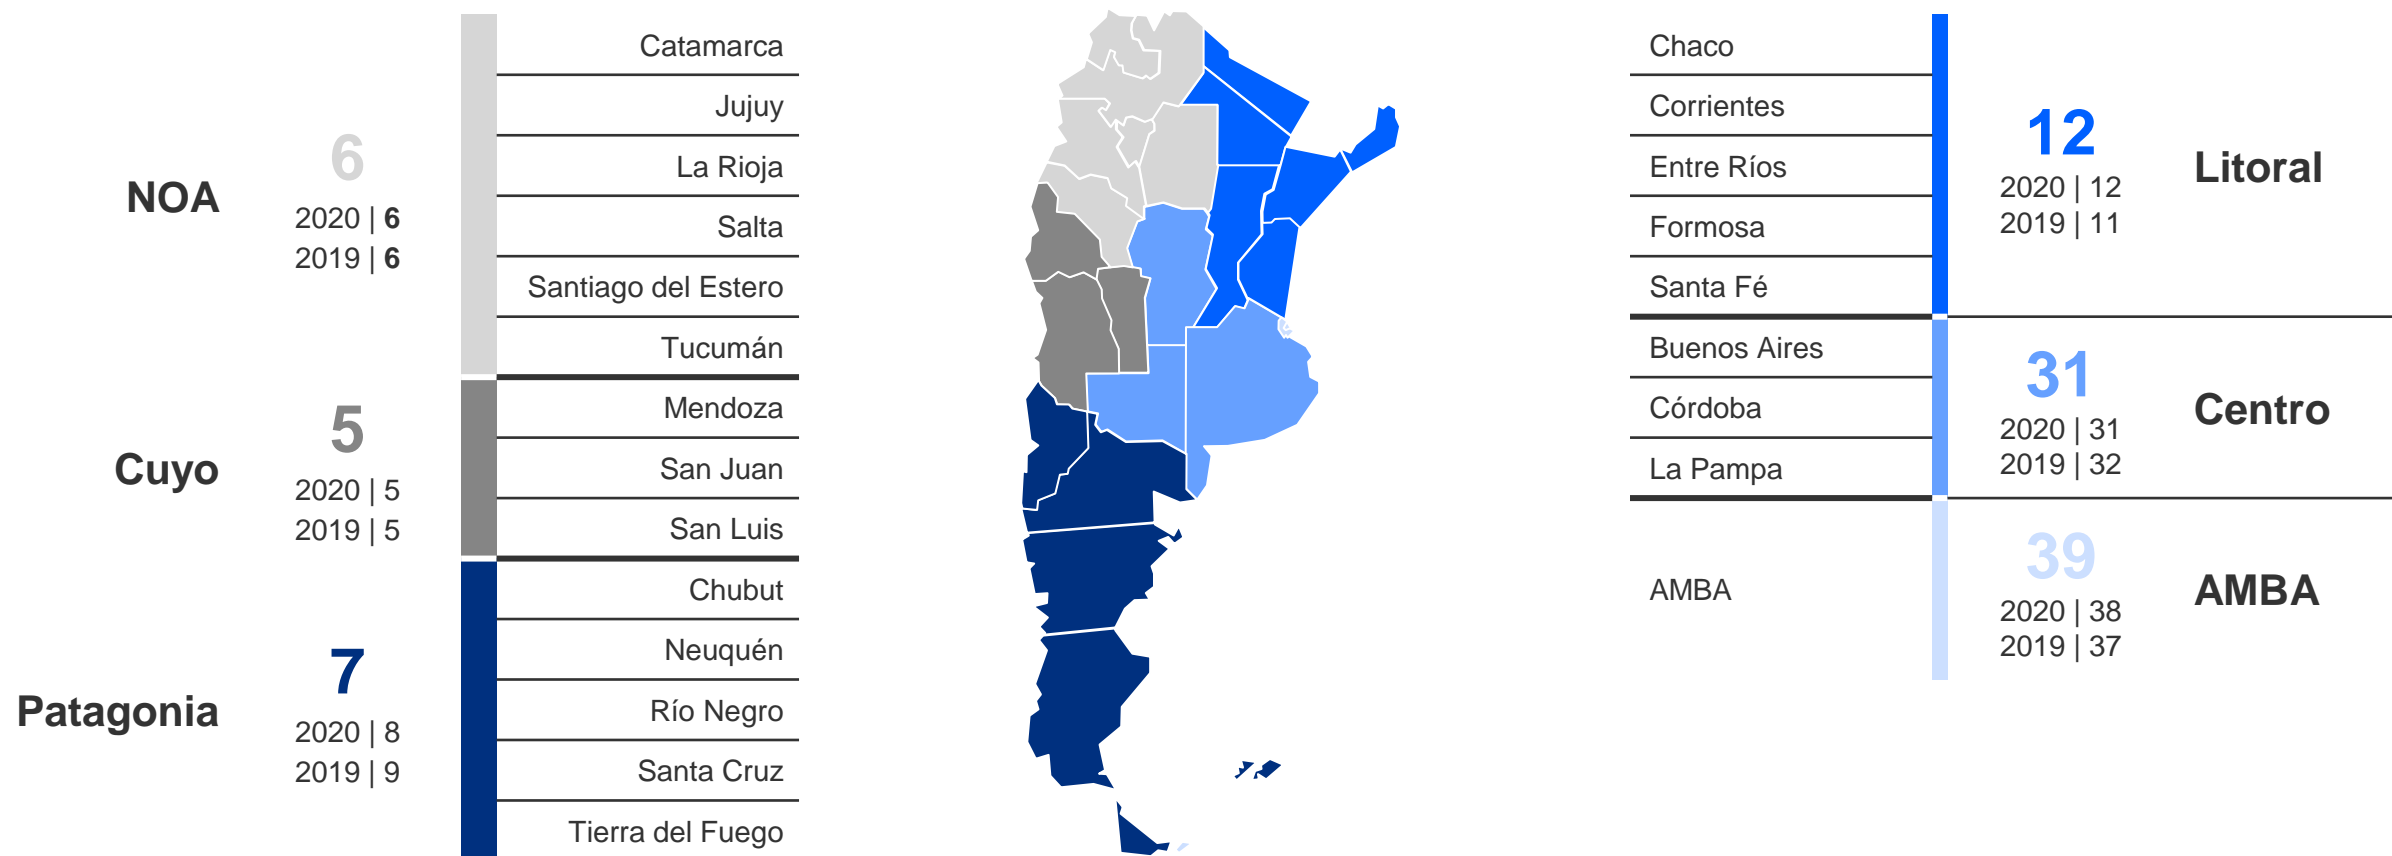 NOA
6
2020 | 6
2019 | 6
Catamarca
Jujuy
La Rioja
Salta
Santiago del Estero
Tucumán
Cuyo
5
2020 | 5
2019 | 5
Mendoza
San Juan
San Luis
Patagonia
7
2020 | 8
2019 | 9
Chubut
Neuquén
Río Negro
Santa Cruz
Tierra del Fuego
Chaco
Corrientes
Entre Ríos
Formosa
Santa Fé
12
2020 | 12
2019 | 11
Litoral
Buenos Aires
Córdoba
La Pampa
31
2020 | 31
2019 | 32
Centro
AMBA
39
2020 | 38
2019 | 37
AMBA